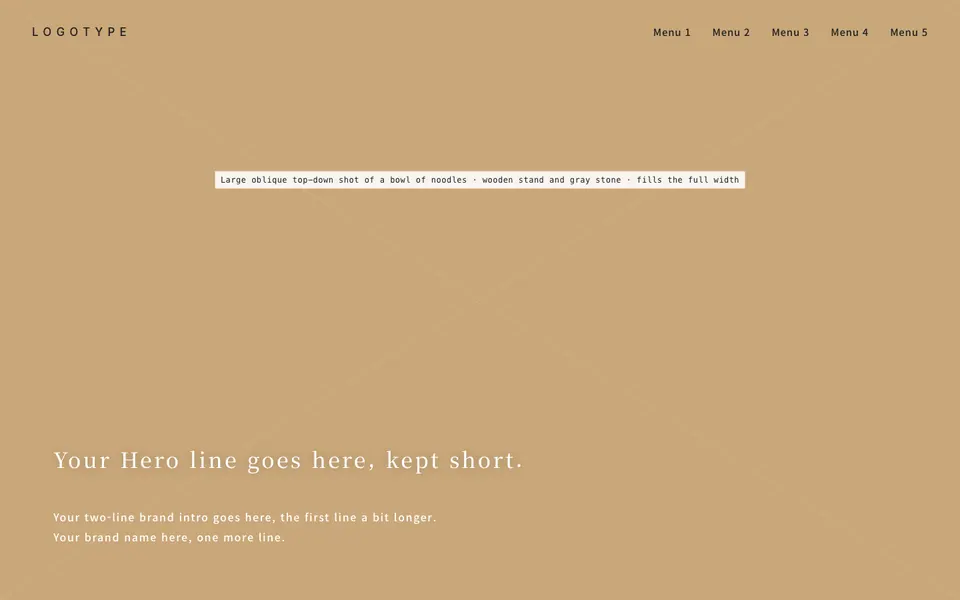 LOGOTYPE
Menu 1 Menu 2 Menu 3 Menu 4 Menu 5
Large oblique top-down shot of a bowl of noodles · wooden stand and gray stone · fills the full width
Your Hero line goes here, kept short.
Your two-line brand intro goes here, the first line a bit longer.
Your brand name here, one more line.